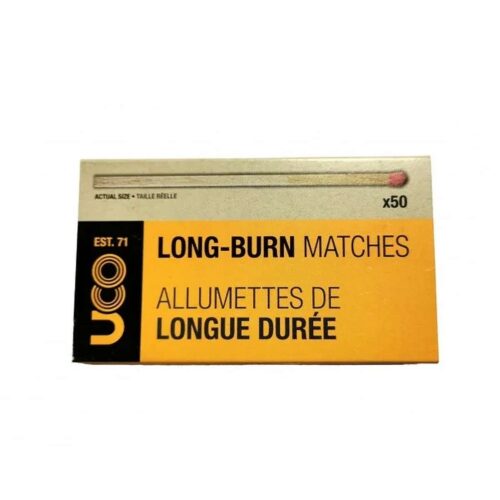 ACTUAL SIZE • TAILLE RÉELLE
x50
EST. 71
UCO
LONG-BURN MATCHES
ALLUMETTES DE
LONGUE DURÉE